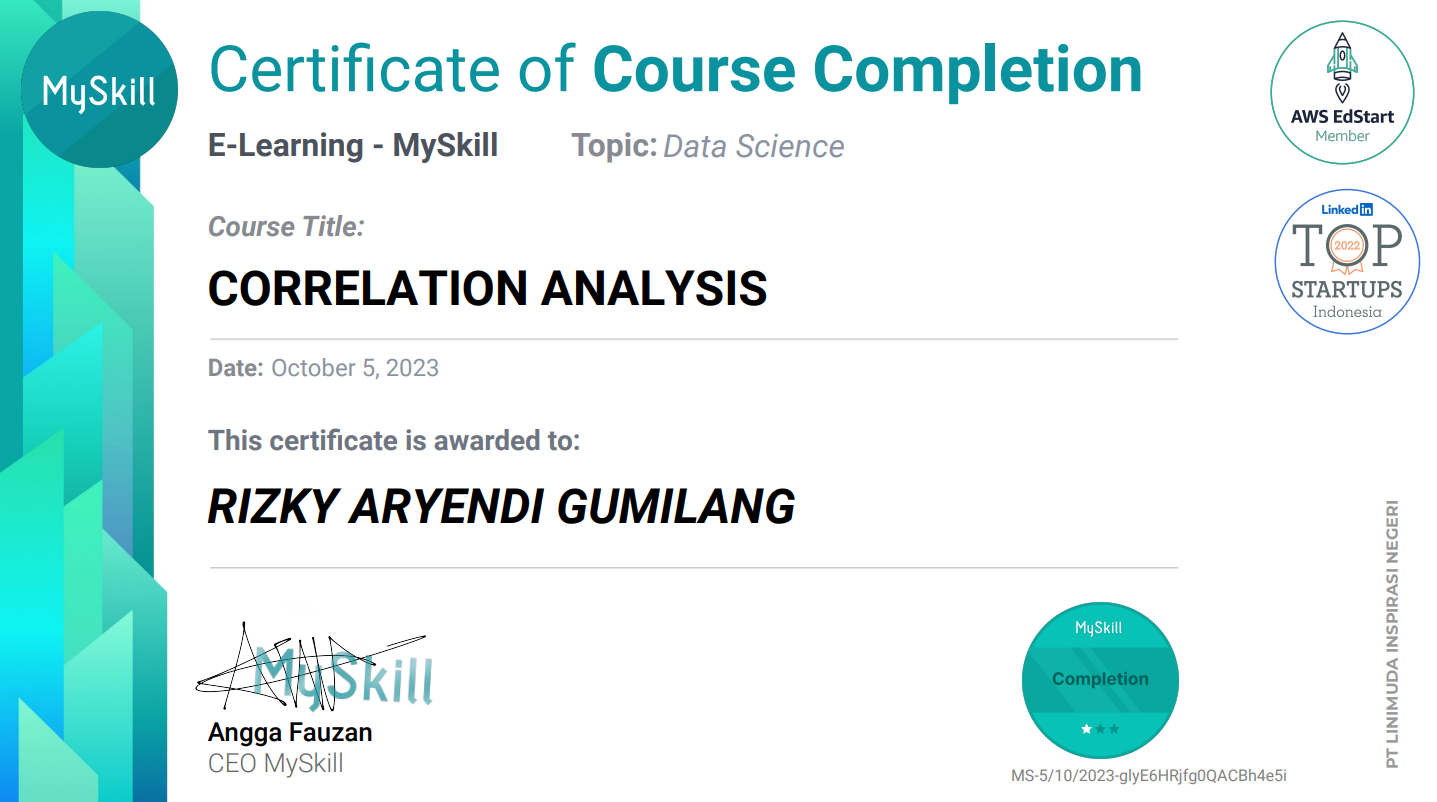 MySkill
Certificate of Course Completion
E-Learning - MySkill
Topic: Data Science
AWS EdStart
Member
Course Title:
CORRELATION ANALYSIS
Linked in
TOP
2022
STARTUPS
Indonesia
Date: October 5, 2023
This certificate is awarded to:
RIZKY ARYENDI GUMILANG
PT LINIMUDA INSPIRASI NEGERI
MySkill
Angga Fauzan
CEO MySkill
MySkill
Completion
MS-5/10/2023-glyE6HRjfg0QACBh4e5i